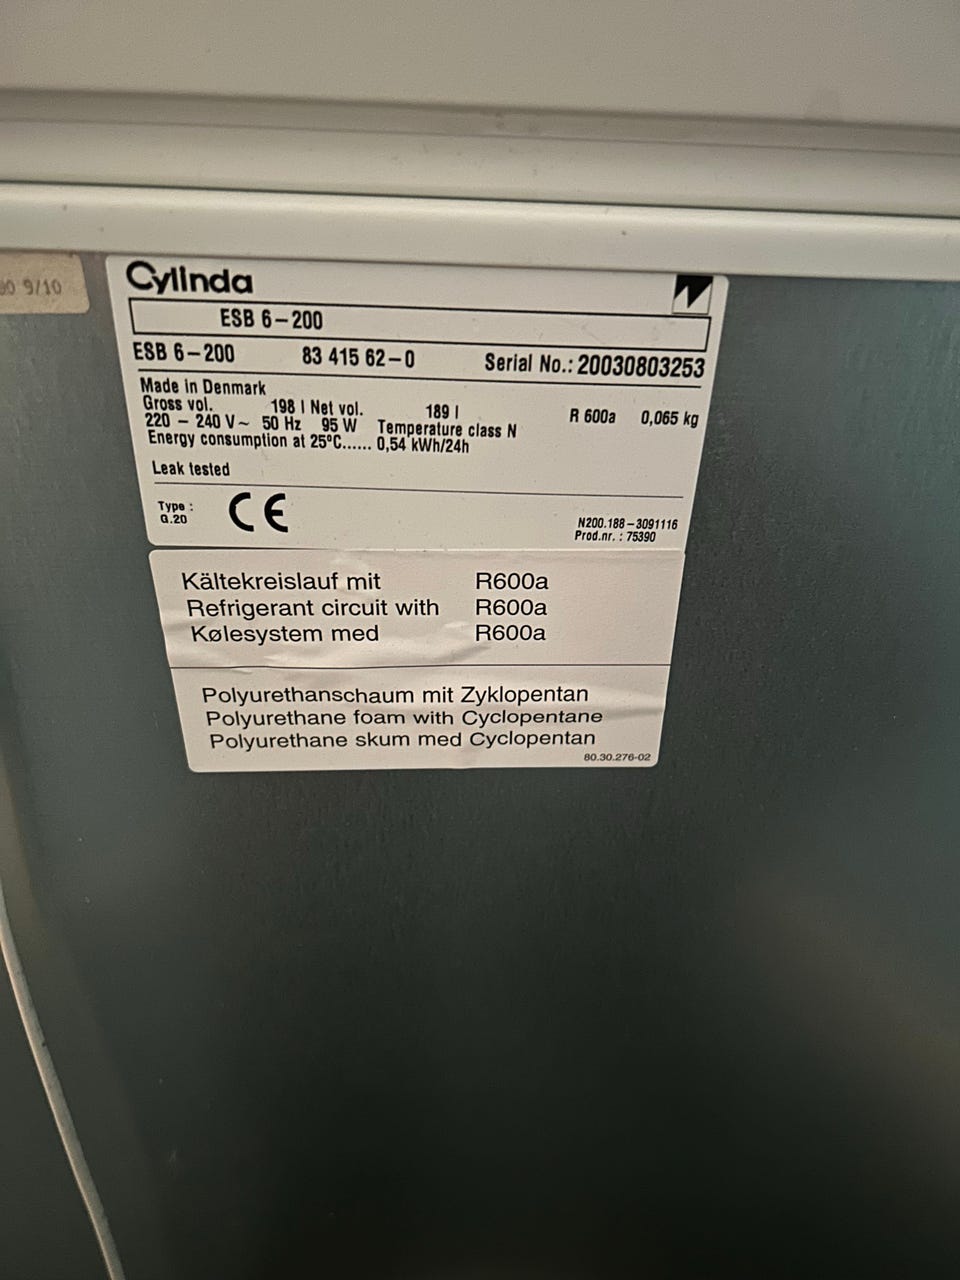 9/10
Cylinda
ESB 6-200
ESB 6-200 83 415 62-0 Serial No.: 20030803253
Made in Denmark
Gross vol. 198 l Net vol. 189 l R 600a 0,065 kg
220 - 240 V~ 50 Hz 95 W Temperature class N
Energy consumption at 25°C...... 0,54 kWh/24h
Leak tested
Type :
G.20
CE
N200.188-3091116
Prod.nr. : 75390
Kältekreislauf mit R600a
Refrigerant circuit with R600a
Kølesystem med R600a
Polyurethanschaum mit Zyklopentan
Polyurethane foam with Cyclopentane
Polyurethane skum med Cyclopentan
80.30.276-02